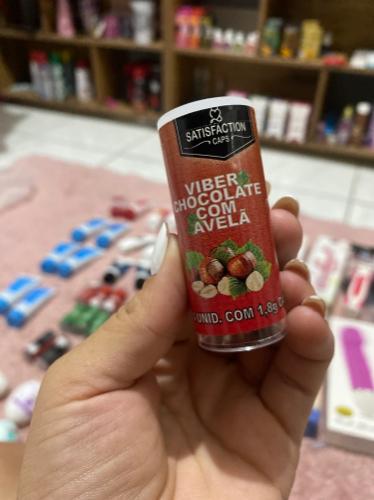 SATISFACTION
CAPS
VIBER
CHOCOLATE
COM
AVELÃ
UNID. COM 1.8g